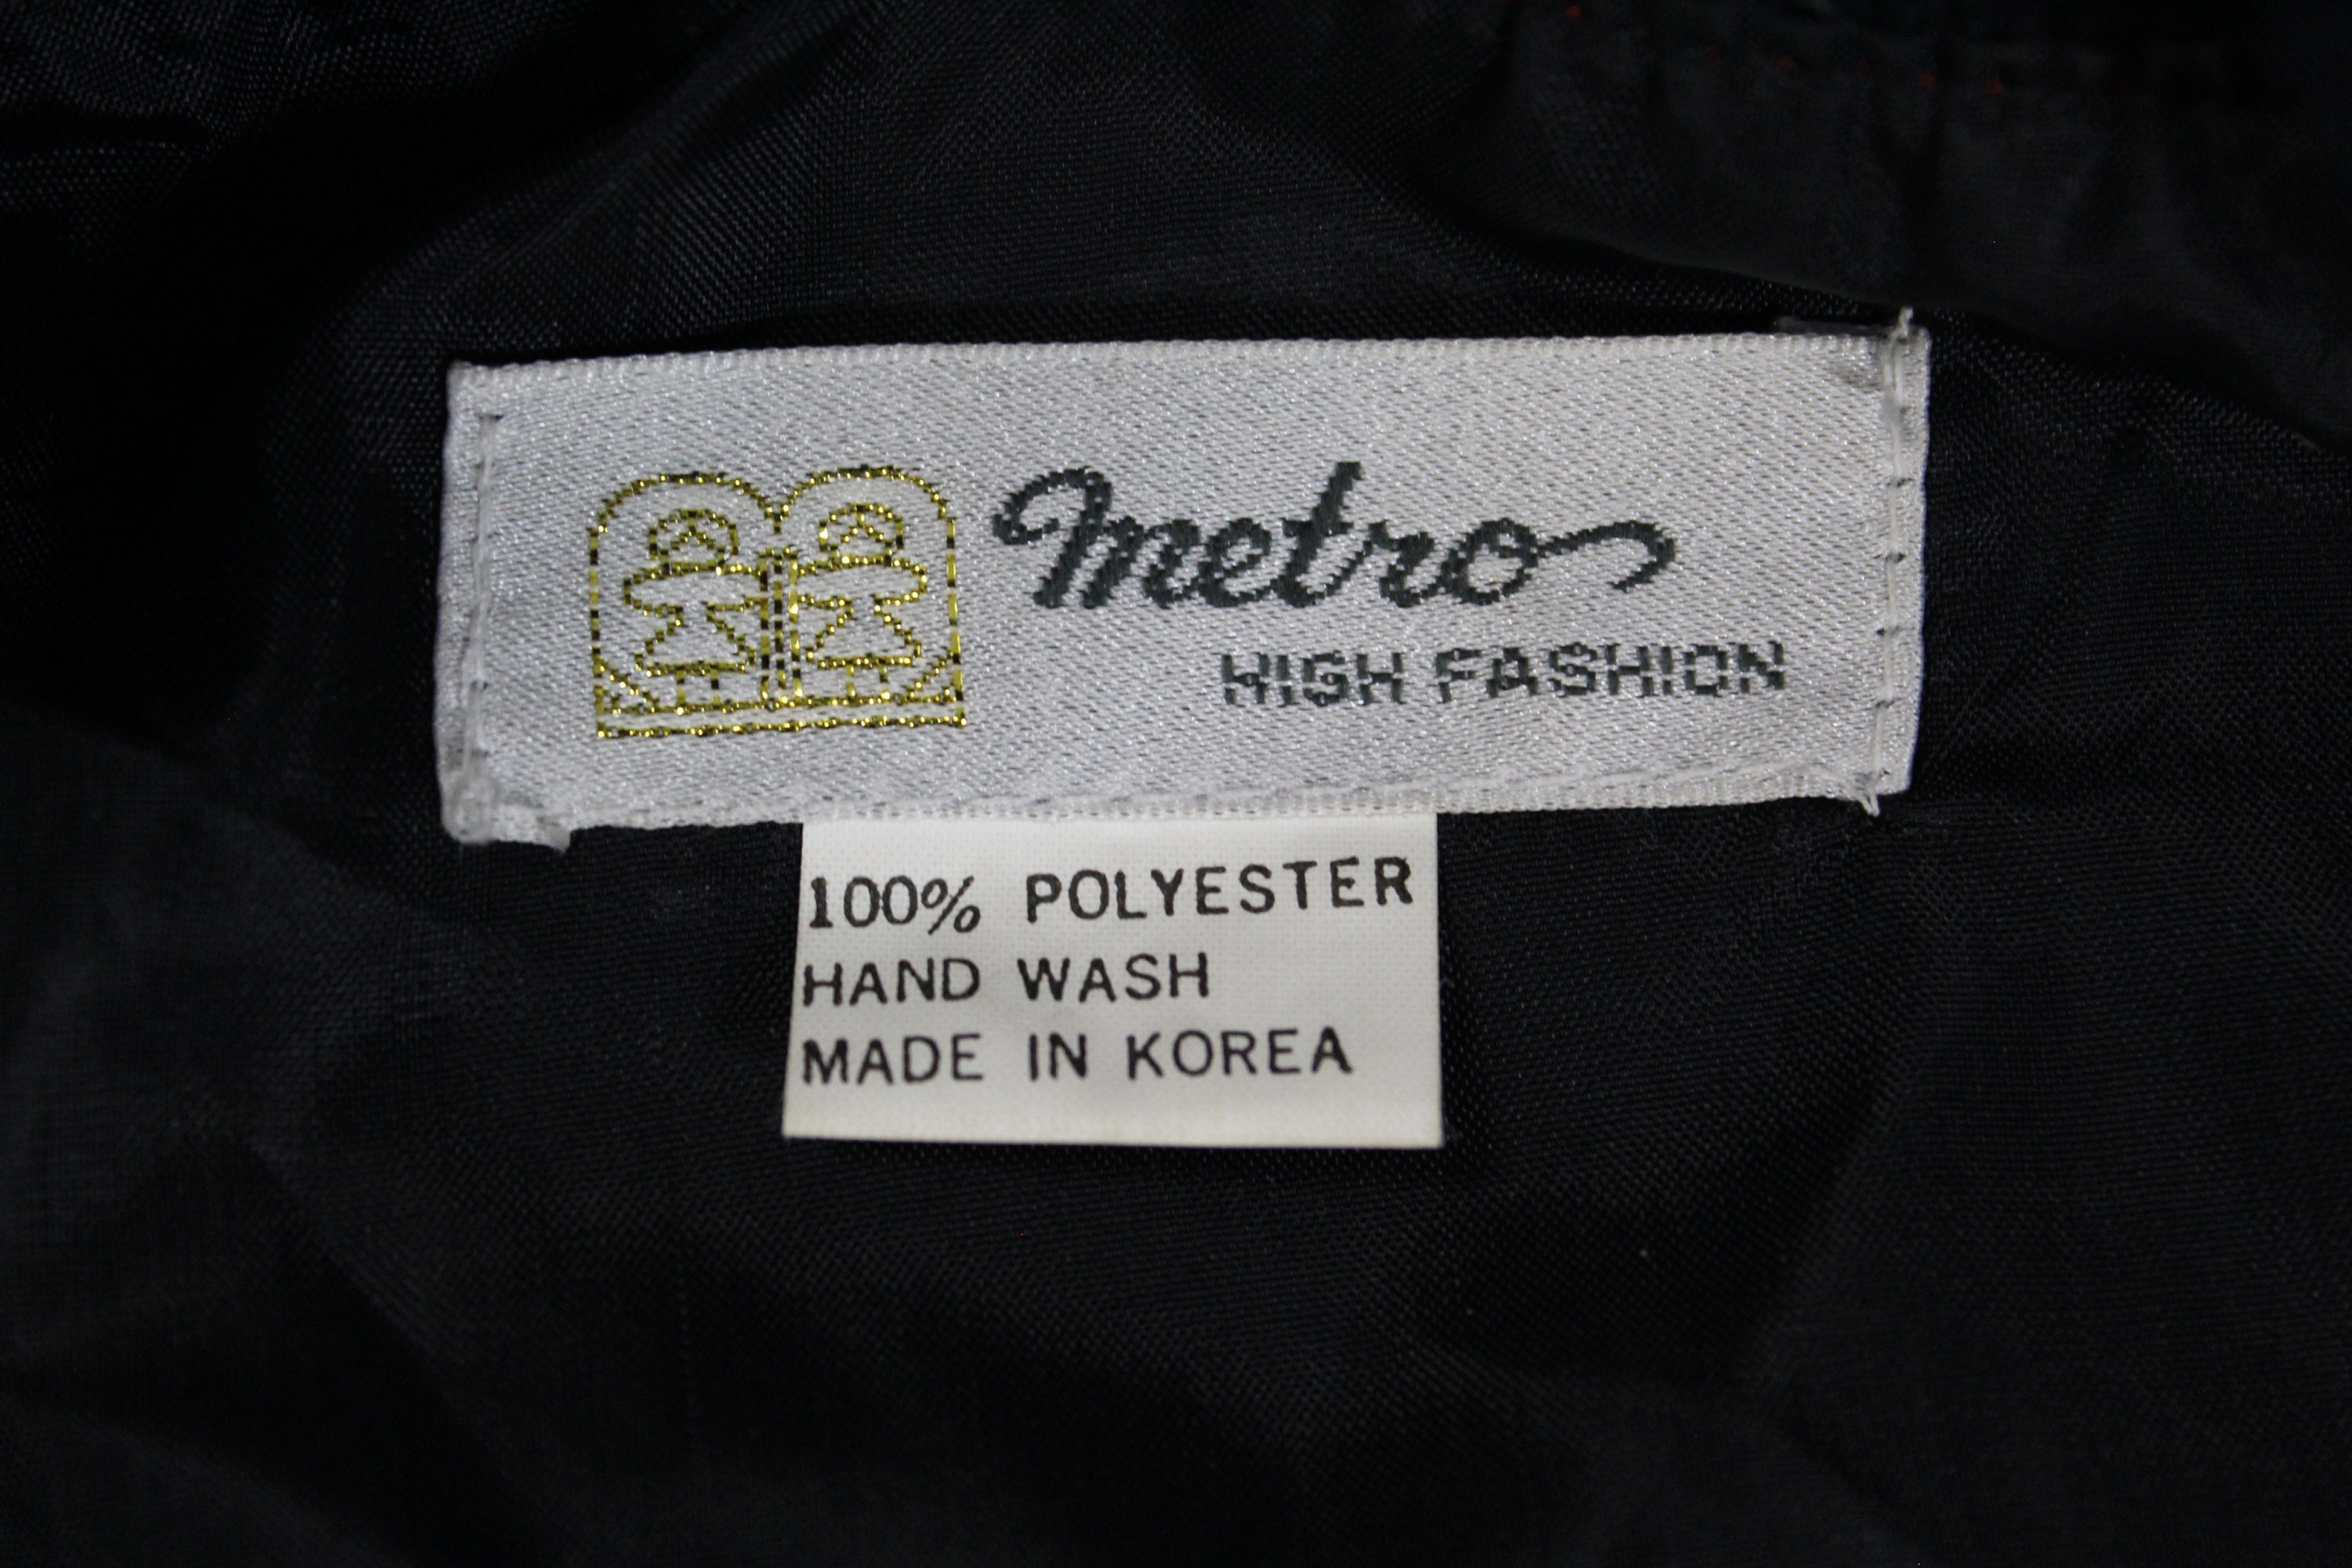 Metro
HIGH FASHION
100% POLYESTER
HAND WASH
MADE IN KOREA